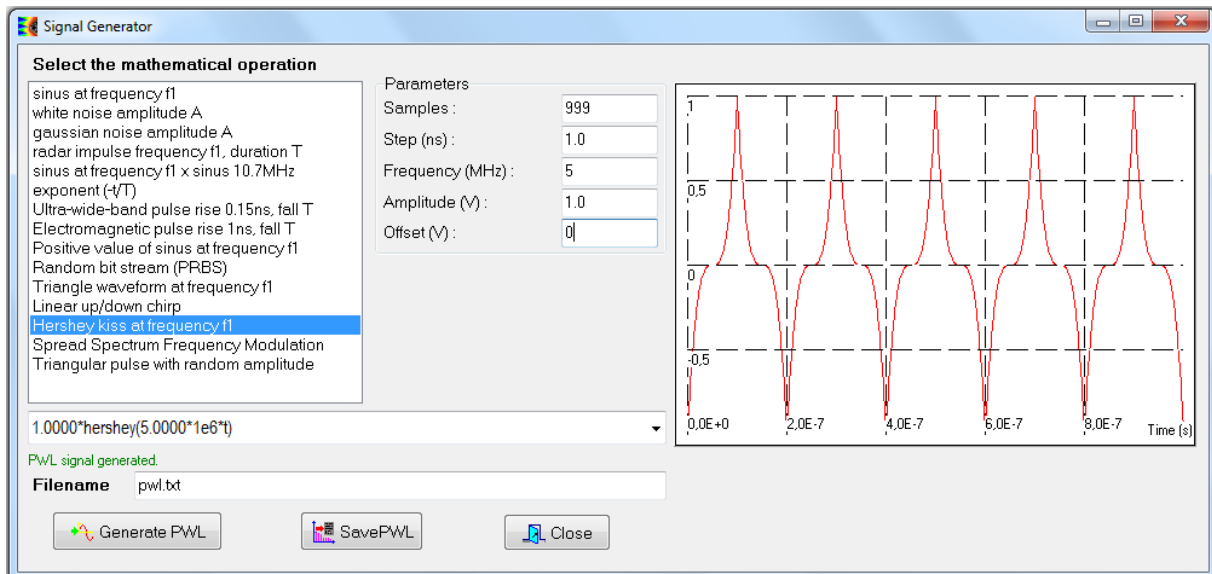 Signal Generator
Select the mathematical operation
sinus at frequency f1
white noise amplitude A
gaussian noise amplitude A
radar impulse frequency f1, duration T
sinus at frequency f1 x sinus 10.7MHz
exponent (-t/T)
Ultra-wide-band pulse rise 0.15ns, fall T
Electromagnetic pulse rise 1ns, fall T
Positive value of sinus at frequency f1
Random bit stream (PRBS)
Triangle waveform at frequency f1
Linear up/down chirp
Hershey kiss at frequency f1
Spread Spectrum Frequency Modulation
Triangular pulse with random amplitude
Parameters
Samples : 999
Step (ns) : 1.0
Frequency (MHz) : 5
Amplitude (V) : 1.0
Offset (V) : 0
1
0,5
0
-0,5
0,0E+0 2,0E-7 4,0E-7 6,0E-7 8,0E-7 Time (s)
1.0000*hershey(5.0000*1e6*t)
PWL signal generated.
Filename pwl.txt
Generate PWL SavePWL Close